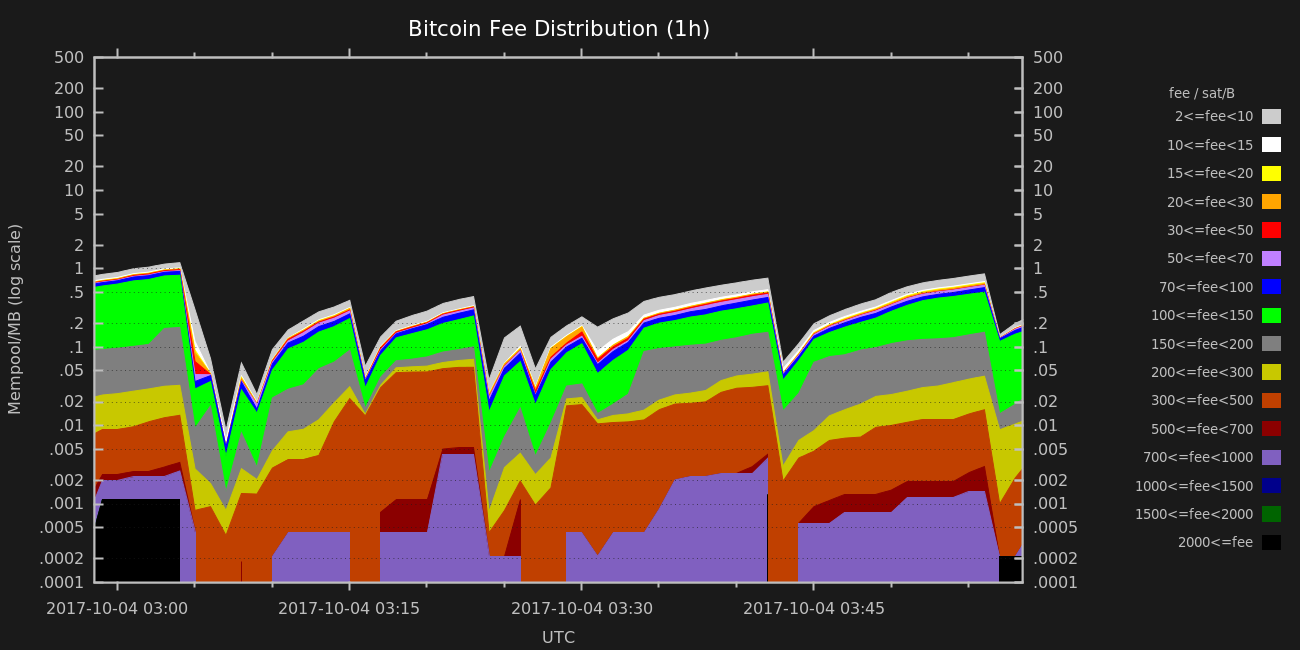 Bitcoin Fee Distribution (1h)
500 500
200 200
100 100
50 50
20 20
10 10
5 5
2 2
1 1
.5 .5
.2 .2
.1 .1
.05 .05
.02 .02
.01 .01
.005 .005
.002 .002
.001 .001
.0005 .0005
.0002 .0002
.0001 .0001
Mempool/MB (log scale)
2017-10-04 03:00 2017-10-04 03:15 2017-10-04 03:30 2017-10-04 03:45
UTC
fee / sat/B
2<=fee<10
10<=fee<15
15<=fee<20
20<=fee<30
30<=fee<50
50<=fee<70
70<=fee<100
100<=fee<150
150<=fee<200
200<=fee<300
300<=fee<500
500<=fee<700
700<=fee<1000
1000<=fee<1500
1500<=fee<2000
2000<=fee